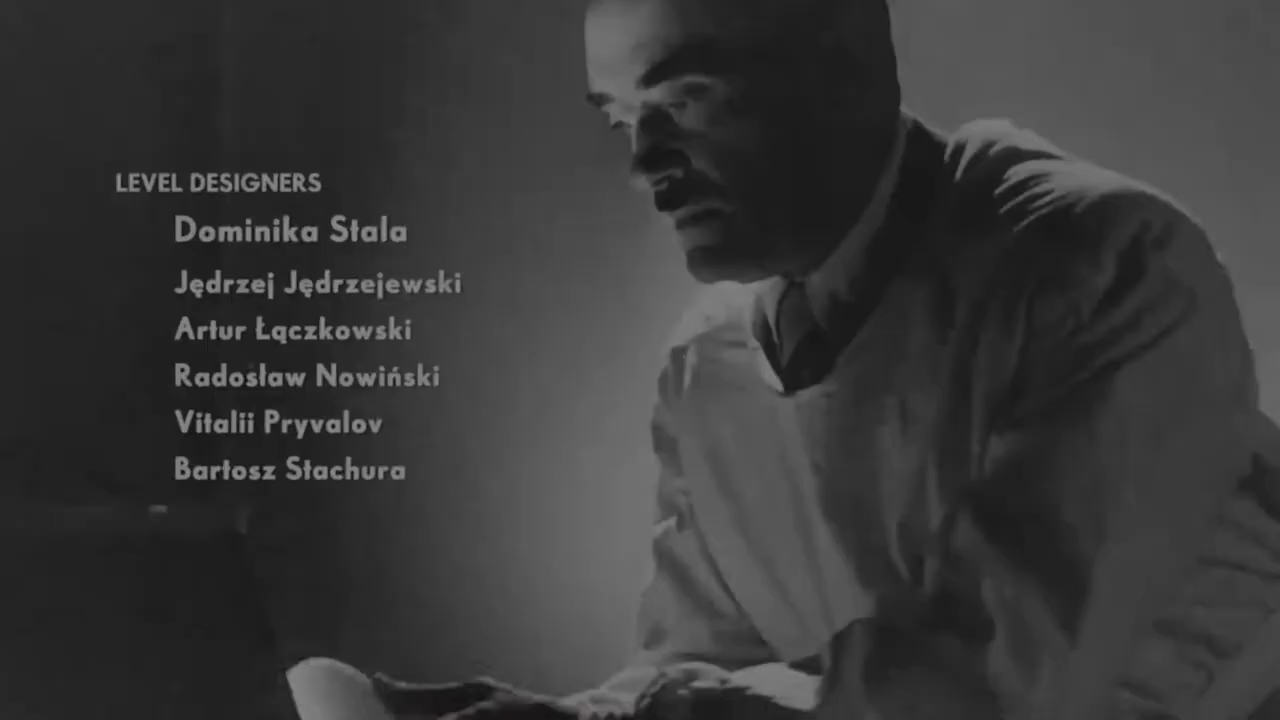 LEVEL DESIGNERS
Dominika Stala
Jędrzej Jędrzejewski
Artur Łączkowski
Radosław Nowiński
Vitalii Pryvalov
Bartosz Stachura